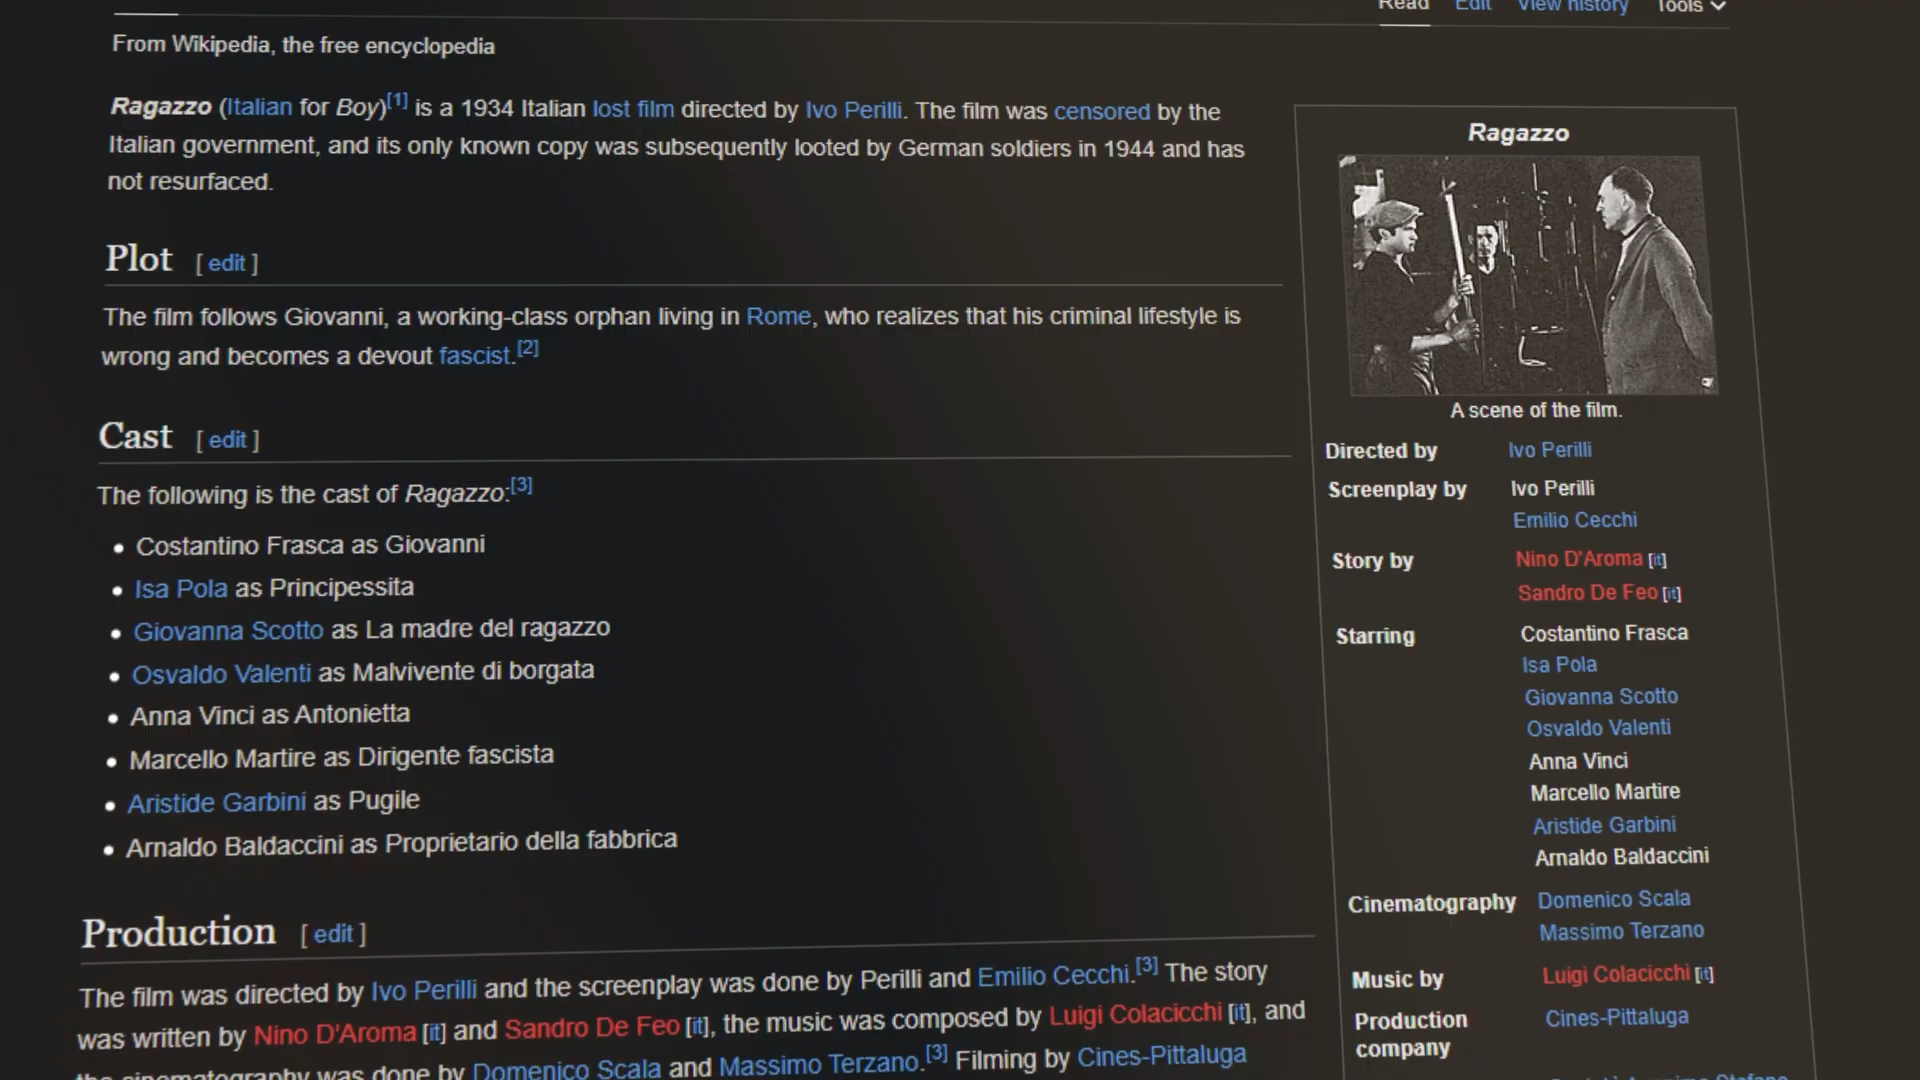 Read Edit View history Tools
From Wikipedia, the free encyclopedia
Ragazzo (Italian for Boy)[1] is a 1934 Italian lost film directed by Ivo Perilli. The film was censored by the
Italian government, and its only known copy was subsequently looted by German soldiers in 1944 and has
not resurfaced.
Plot [ edit ]
The film follows Giovanni, a working-class orphan living in Rome, who realizes that his criminal lifestyle is
wrong and becomes a devout fascist.[2]
Cast [ edit ]
The following is the cast of Ragazzo:[3]
• Costantino Frasca as Giovanni
• Isa Pola as Principessita
• Giovanna Scotto as La madre del ragazzo
• Osvaldo Valenti as Malvivente di borgata
• Anna Vinci as Antonietta
• Marcello Martire as Dirigente fascista
• Aristide Garbini as Pugile
• Arnaldo Baldaccini as Proprietario della fabbrica
Production [ edit ]
The film was directed by Ivo Perilli and the screenplay was done by Perilli and Emilio Cecchi.[3] The story
was written by Nino D'Aroma [it] and Sandro De Feo [it], the music was composed by Luigi Colacicchi [it], and
the cinematography was done by Domenico Scala and Massimo Terzano.[3] Filming by Cines-Pittaluga
Ragazzo
A scene of the film.
Directed by Ivo Perilli
Screenplay by Ivo Perilli
Emilio Cecchi
Story by Nino D'Aroma [it]
Sandro De Feo [it]
Starring Costantino Frasca
Isa Pola
Giovanna Scotto
Osvaldo Valenti
Anna Vinci
Marcello Martire
Aristide Garbini
Arnaldo Baldaccini
Cinematography Domenico Scala
Massimo Terzano
Music by Luigi Colacicchi [it]
Production Cines-Pittaluga
company